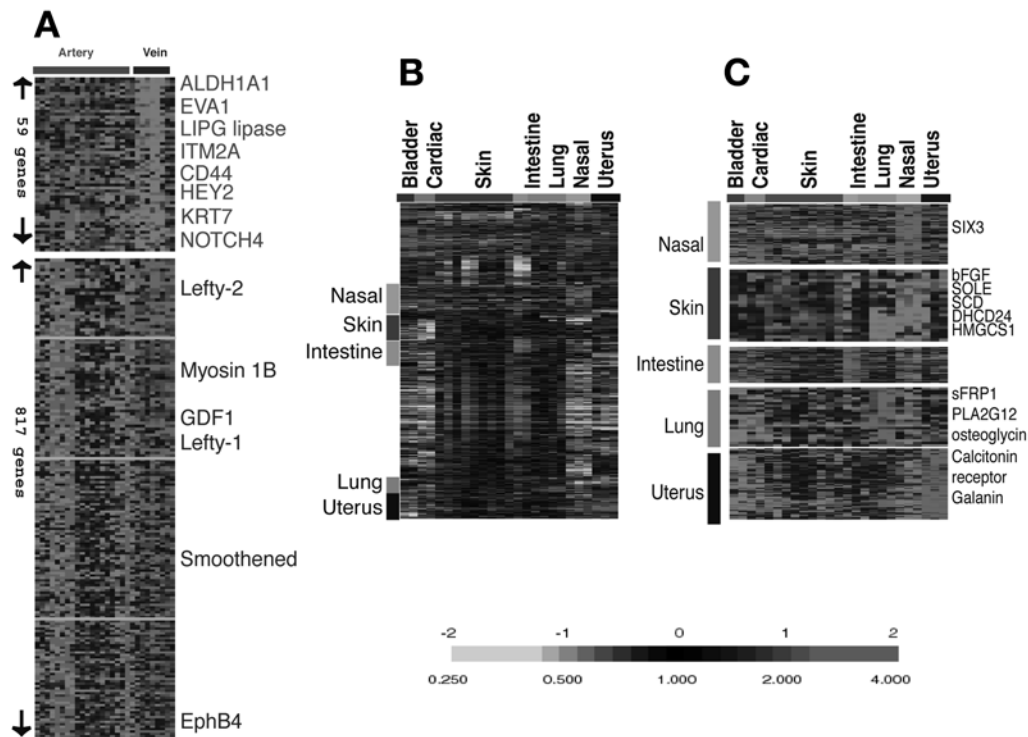 A
Artery Vein
59 genes
ALDH1A1
EVA1
LIPG lipase
ITM2A
CD44
HEY2
KRT7
NOTCH4
817 genes
Lefty-2
Myosin 1B
GDF1
Lefty-1
Smoothened
EphB4
B
Bladder
Cardiac
Skin
Intestine
Lung
Nasal
Uterus
Nasal
Skin
Intestine
Lung
Uterus
C
Bladder
Cardiac
Skin
Intestine
Lung
Nasal
Uterus
Nasal
Skin
Intestine
Lung
Uterus
SIX3
bFGF
SOLE
SCD
DHCD24
HMGCS1
sFRP1
PLA2G12
osteoglycin
Calcitonin
receptor
Galanin
-2 -1 0 1 2
0.250 0.500 1.000 2.000 4.000